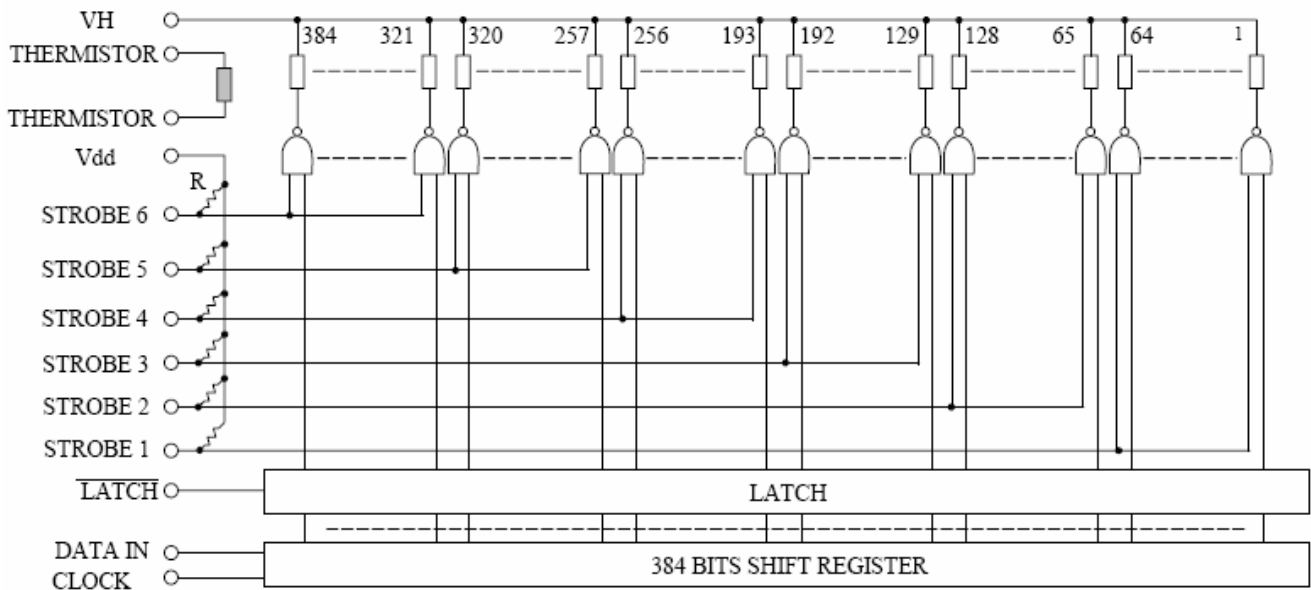 VH
384 321 320 257 256 193 192 129 128 65 64 1
THERMISTOR
THERMISTOR
Vdd
R
STROBE 6
STROBE 5
STROBE 4
STROBE 3
STROBE 2
STROBE 1
LATCH
LATCH
DATA IN
384 BITS SHIFT REGISTER
CLOCK